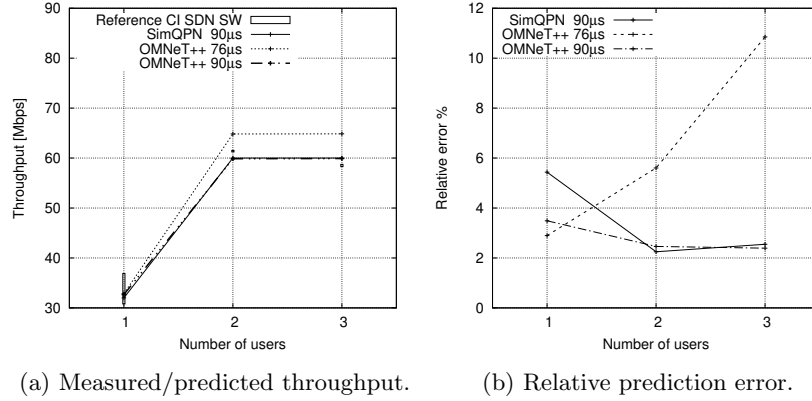 Reference CI SDN SW
SimQPN 90µs
OMNeT++ 76µs
OMNeT++ 90µs
Throughput [Mbps]
90
80
70
60
50
40
30
1 2 3
Number of users
SimQPN 90µs
OMNeT++ 76µs
OMNeT++ 90µs
Relative error %
12
10
8
6
4
2
0
1 2 3
Number of users
(a) Measured/predicted throughput.
(b) Relative prediction error.